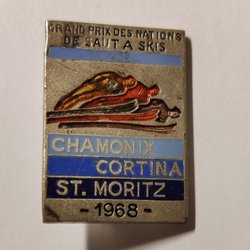 GRAND PRIX DES NATIONS
DE SAUT A SKIS
CHAMONIX
CORTINA
ST. MORITZ
- 1968 -